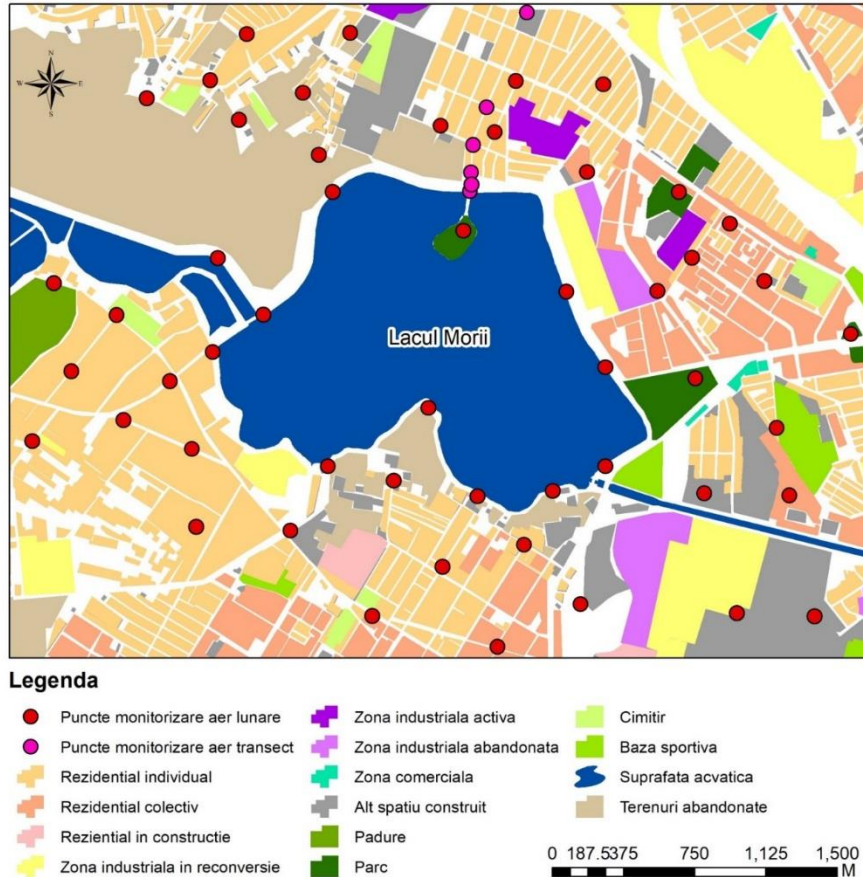 N
W E
S
Lacul Morii
Legenda
Puncte monitorizare aer lunare
Puncte monitorizare aer transect
Rezidential individual
Rezidential colectiv
Reziential in constructie
Zona industriala in reconversie
Zona industriala activa
Zona industriala abandonata
Zona comerciala
Alt spatiu construit
Padure
Parc
Cimitir
Baza sportiva
Suprafata acvatica
Terenuri abandonate
0 187.5375 750 1,125 1,500
M